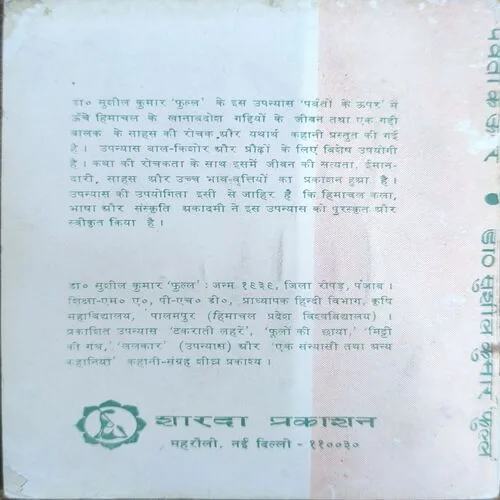 डा० सुशील कुमार 'फुल्ल' के इस उपन्यास 'पर्वतों के ऊपर' में
ऊँचे हिमाचल के खानाबदोश गद्दियों के जीवन तथा एक गद्दी
बालक के साहस की रोचक और यथार्थ कहानी प्रस्तुत की गई
है । उपन्यास बाल-किशोर और प्रौढ़ों के लिए विशेष उपयोगी
है । कथा की रोचकता के साथ इसमें जीवन की सत्यता, ईमान-
दारी, साहस और उच्च भाव-वृत्तियों का प्रकाशन हुआ है ।
उपन्यास की उपयोगिता इसी से जाहिर है कि हिमाचल कला,
भाषा और संस्कृति अकादमी ने इस उपन्यास को पुरस्कृत और
स्वीकृत किया है ।
डा० सुशील कुमार 'फुल्ल' : जन्म १९३९, जिला रोपड़, पंजाब ।
शिक्षा-एम० ए०, पी-एच० डी०, प्राध्यापक हिन्दी विभाग, कृषि
महाविद्यालय, पालमपुर (हिमाचल प्रदेश विश्वविद्यालय) ।
प्रकाशित उपन्यास 'टकराती लहरें', 'फूलों की छाया', 'मिट्टी
की गंध', 'ललकार' (उपन्यास) और 'एक संन्यासी तथा अन्य
कहानियां' कहानी-संग्रह शीघ्र प्रकाश्य ।
शारदा प्रकाशन
महरौली, नई दिल्ली - ११००३०
पर्वतों के ऊपर • डा० सुशील कुमार फुल्ल